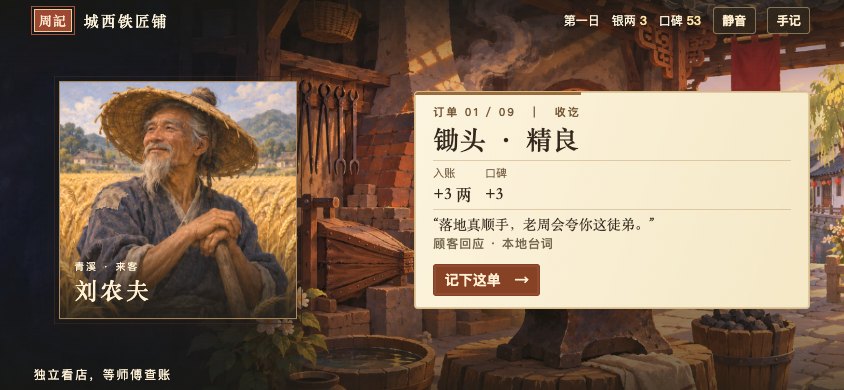 周記 城西铁匠铺
第一日 银两 3 口碑 53 静音 手记
订单 01 / 09 | 收讫
锄头 · 精良
入账 口碑
+3 两 +3
“落地真顺手，老周会夸你这徒弟。”
顾客回应 · 本地台词
记下这单 →
青溪 · 来客
刘农夫
独立看店，等师傅查账